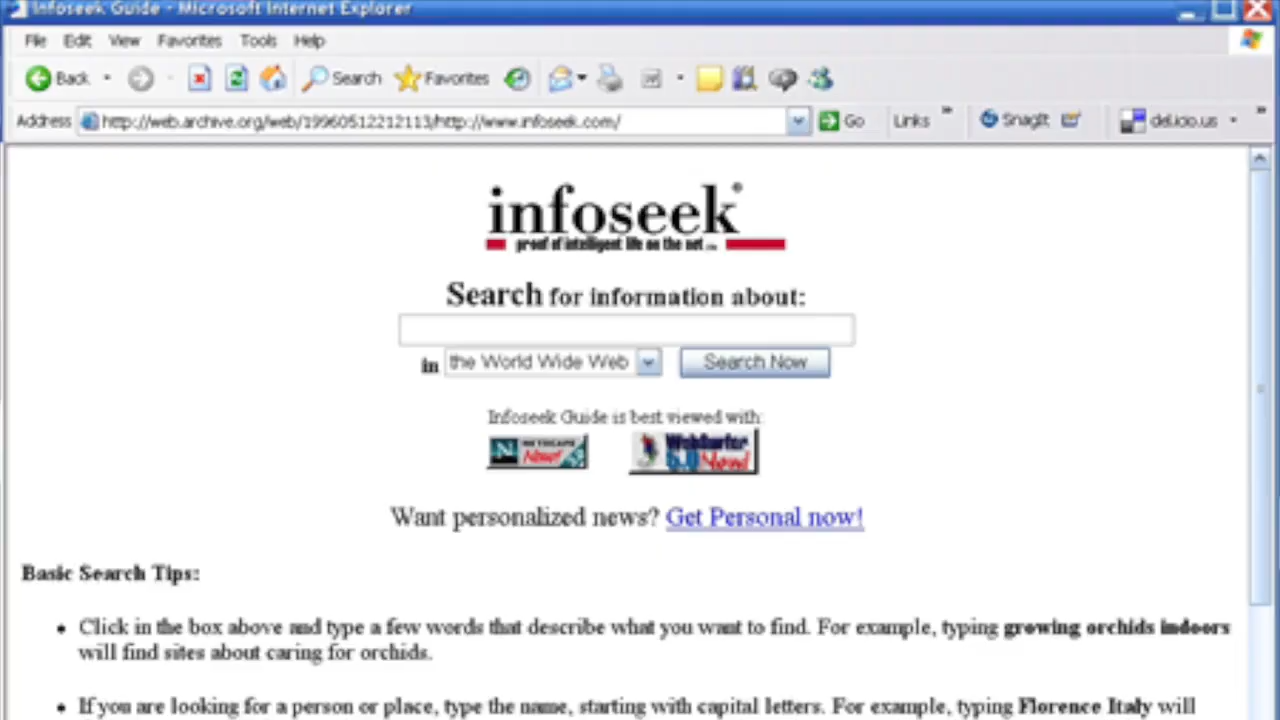 Infoseek Guide - Microsoft Internet Explorer
File Edit View Favorites Tools Help
Back Search Favorites
Address http://web.archive.org/web/19960512212113/http://www.infoseek.com/ Go Links » SnagIt del.icio.us »
infoseek®
proof of intelligent life on the net
Search for information about:
in the World Wide Web Search Now
Infoseek Guide is best viewed with:
NETSCAPE Now! WebSurfer 5.0 Now!
Want personalized news? Get Personal now!
Basic Search Tips:
• Click in the box above and type a few words that describe what you want to find. For example, typing growing orchids indoors
will find sites about caring for orchids.
• If you are looking for a person or place, type the name, starting with capital letters. For example, typing Florence Italy will